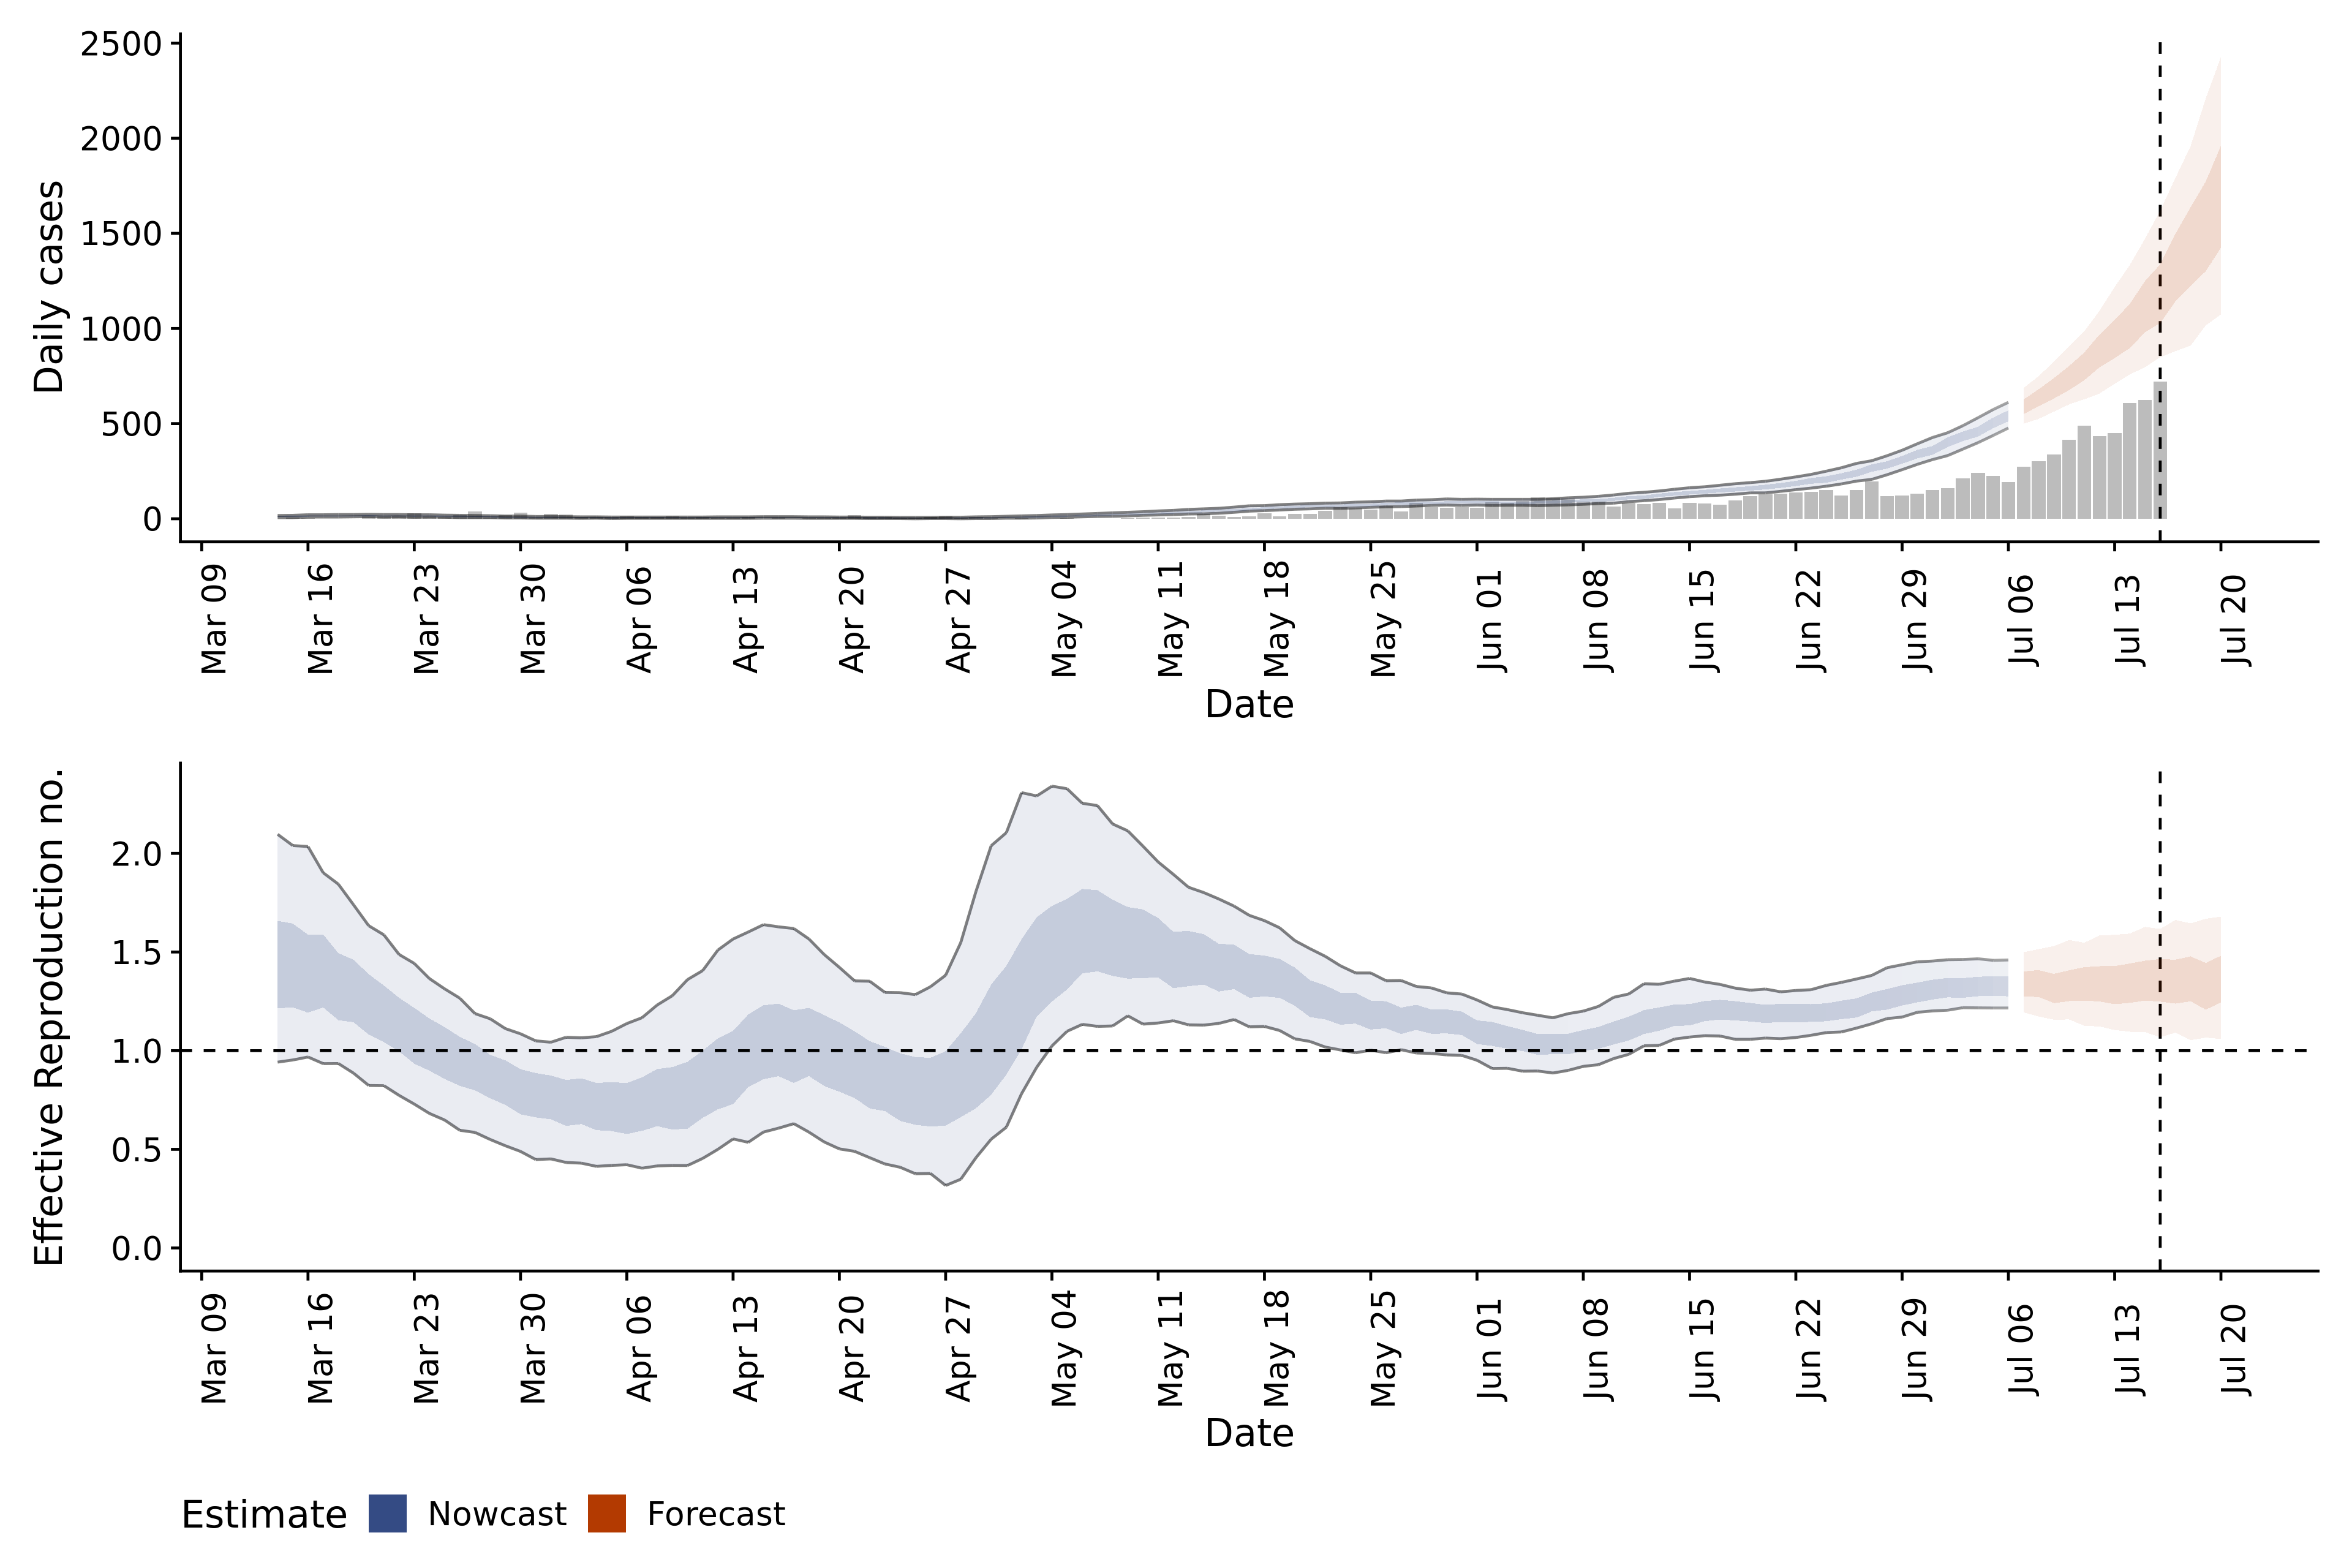 2500
2000
1500
1000
500
0
Daily cases
Mar 09 Mar 16 Mar 23 Mar 30 Apr 06 Apr 13 Apr 20 Apr 27 May 04 May 11 May 18 May 25 Jun 01 Jun 08 Jun 15 Jun 22 Jun 29 Jul 06 Jul 13 Jul 20
Date
2.0
1.5
1.0
0.5
0.0
Effective Reproduction no.
Mar 09 Mar 16 Mar 23 Mar 30 Apr 06 Apr 13 Apr 20 Apr 27 May 04 May 11 May 18 May 25 Jun 01 Jun 08 Jun 15 Jun 22 Jun 29 Jul 06 Jul 13 Jul 20
Date
Estimate Nowcast Forecast